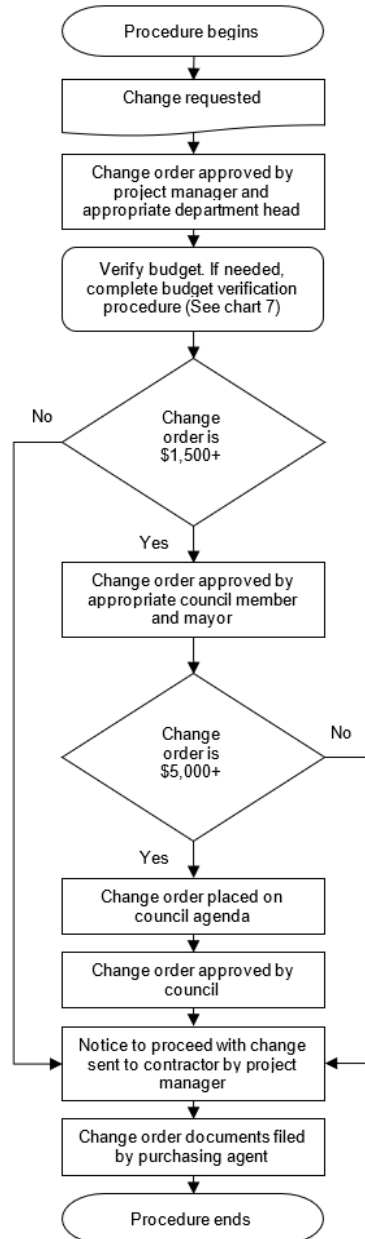 Procedure begins
Change requested
Change order approved by
project manager and
appropriate department head
Verify budget. If needed,
complete budget verification
procedure (See chart 7)
No
Change
order is
$1,500+
Yes
Change order approved by
appropriate council member
and mayor
Change
order is
$5,000+
No
Yes
Change order placed on
council agenda
Change order approved by
council
Notice to proceed with change
sent to contractor by project
manager
Change order documents filed
by purchasing agent
Procedure ends